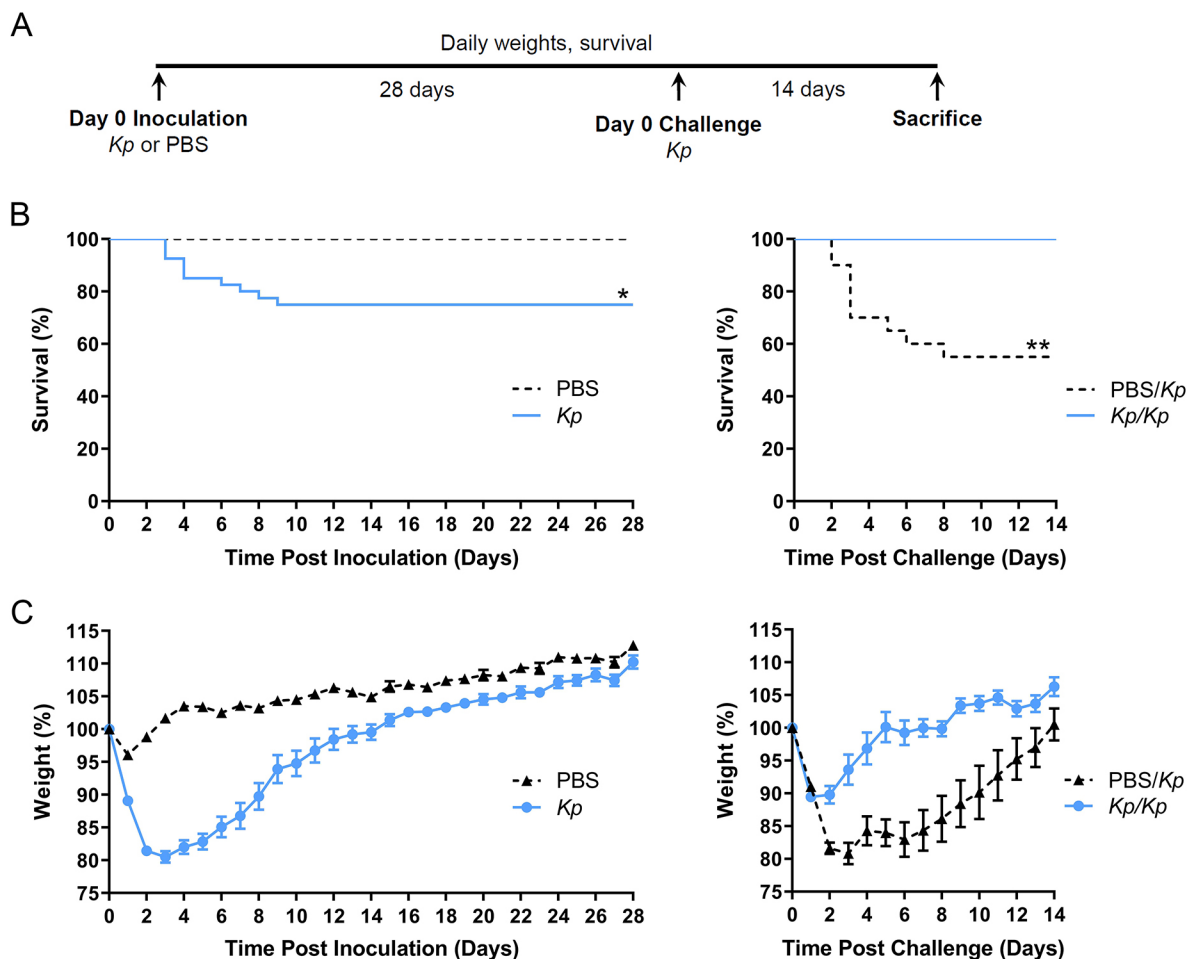 A
Daily weights, survival
28 days
14 days
Day 0 Inoculation
Kp or PBS
Day 0 Challenge
Kp
Sacrifice
B
100
80
60
40
20
0
Survival (%)
*
PBS
Kp
0 2 4 6 8 10 12 14 16 18 20 22 24 26 28
Time Post Inoculation (Days)
100
80
60
40
20
0
Survival (%)
**
PBS/Kp
Kp/Kp
0 2 4 6 8 10 12 14
Time Post Challenge (Days)
C
115
110
105
100
95
90
85
80
75
Weight (%)
PBS
Kp
0 2 4 6 8 10 12 14 16 18 20 22 24 26 28
Time Post Inoculation (Days)
115
110
105
100
95
90
85
80
75
Weight (%)
PBS/Kp
Kp/Kp
0 2 4 6 8 10 12 14
Time Post Challenge (Days)